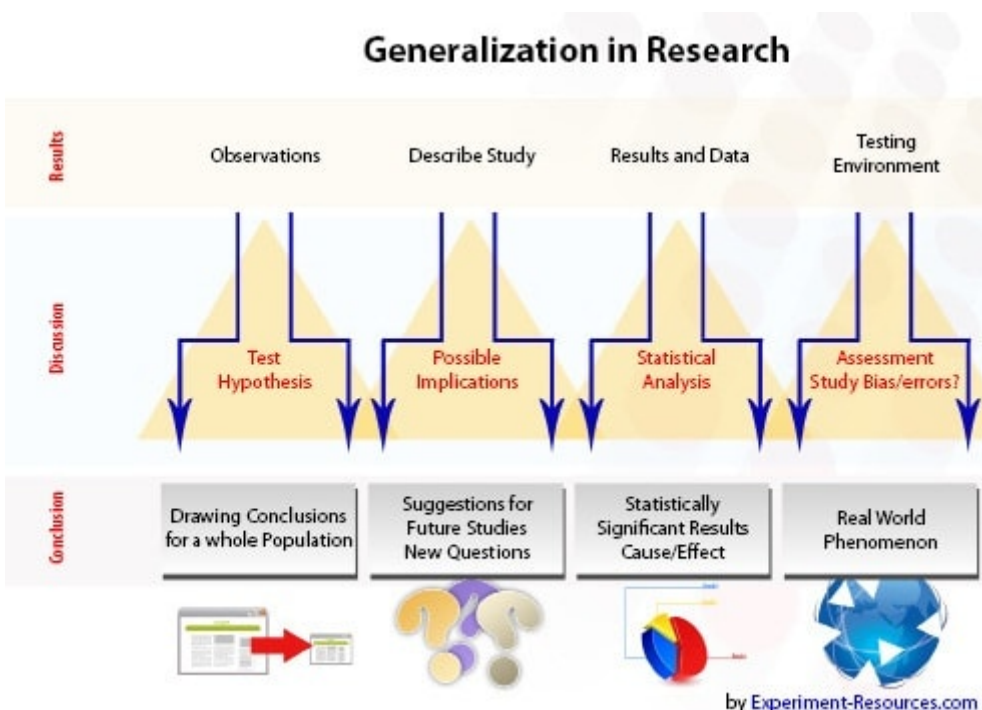 Generalization in Research
Results
Observations
Describe Study
Results and Data
Testing
Environment
Discussion
Test
Hypothesis
Possible
Implications
Statistical
Analysis
Assessment
Study Bias/errors?
Conclusion
Drawing Conclusions
for a whole Population
Suggestions for
Future Studies
New Questions
Statistically
Significant Results
Cause/Effect
Real World
Phenomenon
by Experiment-Resources.com